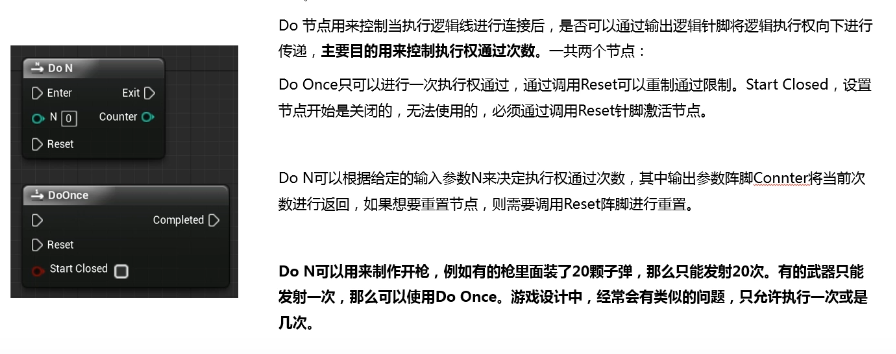 Do N
Enter
Exit
N 0
Counter
Reset
DoOnce
Completed
Reset
Start Closed
Do 节点用来控制当执行逻辑线进行连接后，是否可以通过输出逻辑针脚将逻辑执行权向下进行
传递，主要目的用来控制执行权通过次数。一共两个节点：
Do Once只可以进行一次执行权通过，通过调用Reset可以重制通过限制。Start Closed，设置
节点开始是关闭的，无法使用的，必须通过调用Reset针脚激活节点。
Do N可以根据给定的输入参数N来决定执行权通过次数，其中输出参数阵脚Connter将当前次
数进行返回，如果想要重置节点，则需要调用Reset阵脚进行重置。
Do N可以用来制作开枪，例如有的枪里面装了20颗子弹，那么只能发射20次。有的武器只能
发射一次，那么可以使用Do Once。游戏设计中，经常会有类似的问题，只允许执行一次或是
几次。